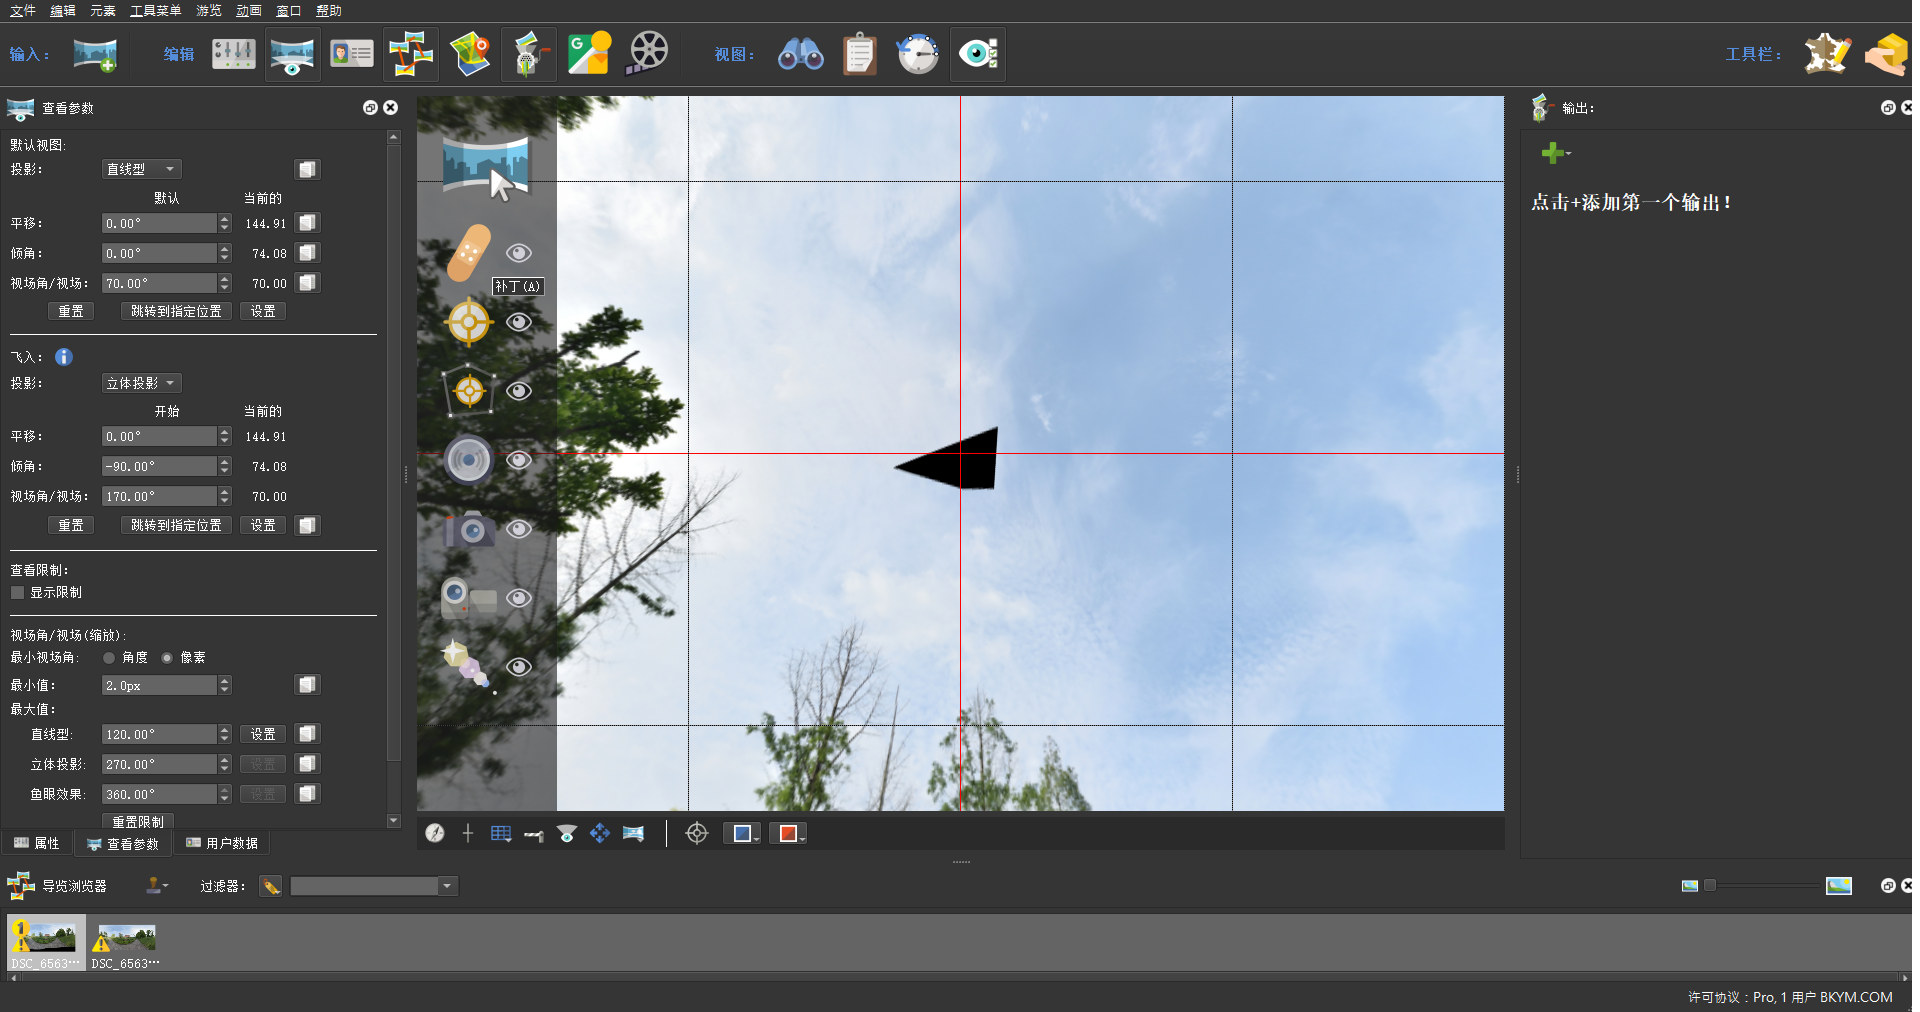 文件 编辑 元素 工具菜单 游览 动画 窗口 帮助
输入： 编辑 视图： 工具栏：
查看参数
默认视图:
投影： 直线型
默认 当前的
平移： 0.00° 144.91
倾角： 0.00° 74.08
视场角/视场： 70.00° 70.00
重置 跳转到指定位置 设置
飞入：
投影： 立体投影
开始 当前的
平移： 0.00° 144.91
倾角： -90.00° 74.08
视场角/视场： 170.00° 70.00
重置 跳转到指定位置 设置
查看限制：
显示限制
视场角/视场(缩放)：
最小视场角： 角度 像素
最小值： 2.0px
最大值：
直线型： 120.00° 设置
立体投影： 270.00° 设置
鱼眼效果： 360.00° 设置
重置限制
属性 查看参数 用户数据
补丁(A)
输出：
点击+添加第一个输出！
导览浏览器 过滤器：
1
DSC_6563··· DSC_6563···
许可协议：Pro, 1 用户 BKYM.COM